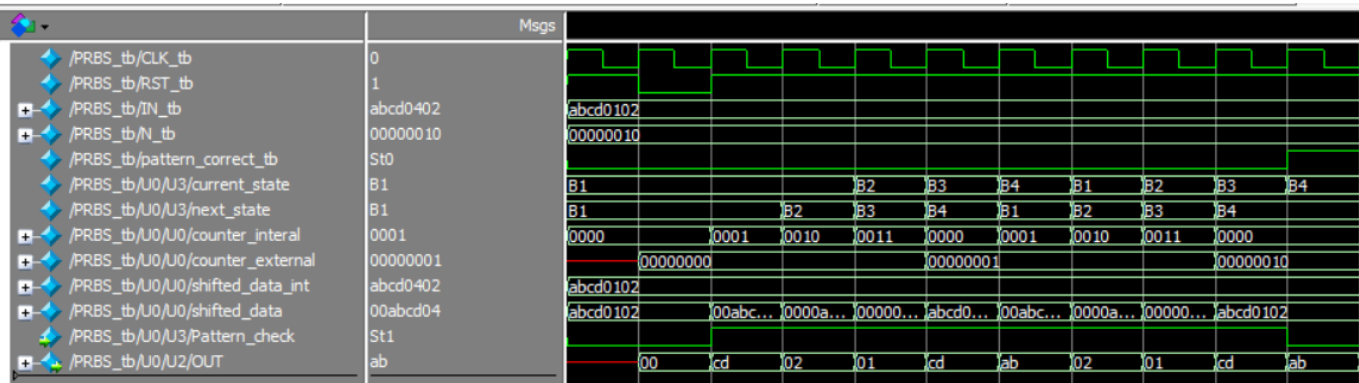 Msgs
/PRBS_tb/CLK_tb 0
/PRBS_tb/RST_tb 1
/PRBS_tb/IN_tb abcd0402 abcd0102
/PRBS_tb/N_tb 00000010 00000010
/PRBS_tb/pattern_correct_tb St0
/PRBS_tb/U0/U3/current_state B1 B1 B2 B3 B4 B1 B2 B3 B4
/PRBS_tb/U0/U3/next_state B1 B1 B2 B3 B4 B1 B2 B3 B4
/PRBS_tb/U0/U0/counter_interal 0001 0000 0001 0010 0011 0000 0001 0010 0011 0000
/PRBS_tb/U0/U0/counter_external 00000001 00000000 00000001 00000010
/PRBS_tb/U0/U0/shifted_data_int abcd0402 abcd0102
/PRBS_tb/U0/U0/shifted_data 00abcd04 abcd0102 00abc... 0000a... 00000... abcd0... 00abc... 0000a... 00000... abcd0102
/PRBS_tb/U0/U3/Pattern_check St1
/PRBS_tb/U0/U2/OUT ab 00 cd 02 01 cd ab 02 01 cd ab